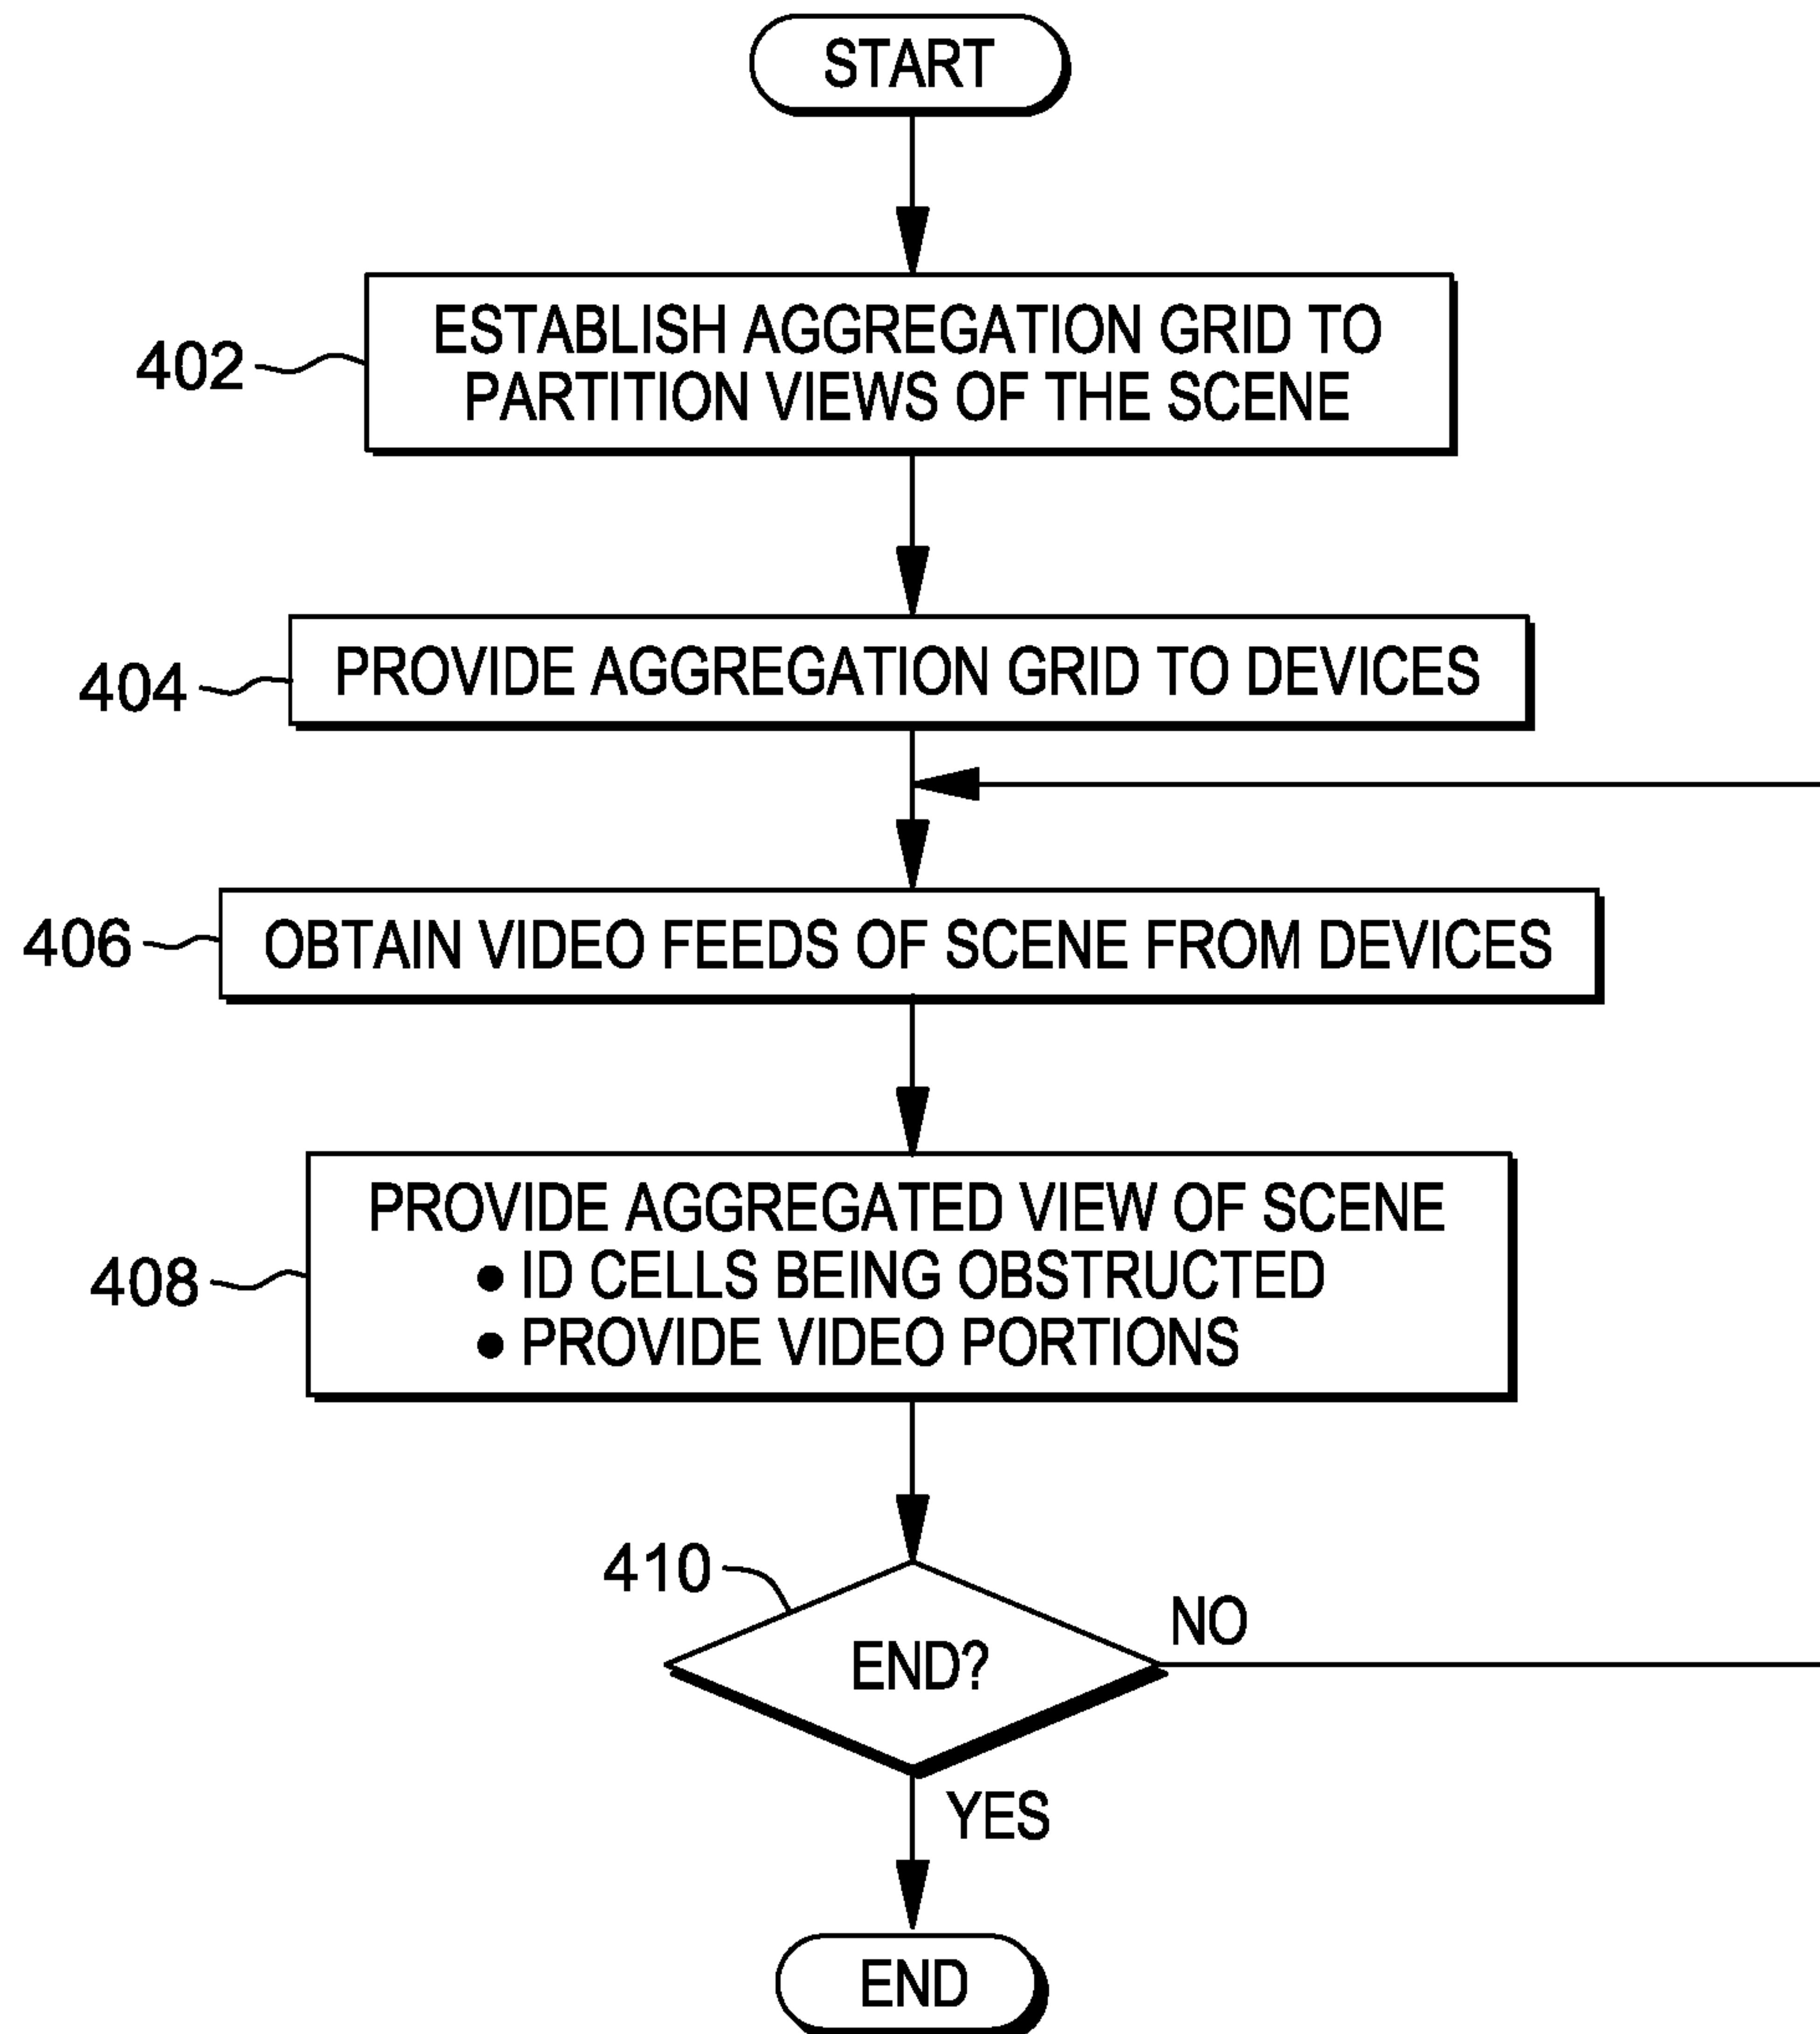 START
402
ESTABLISH AGGREGATION GRID TO
PARTITION VIEWS OF THE SCENE
404
PROVIDE AGGREGATION GRID TO DEVICES
406
OBTAIN VIDEO FEEDS OF SCENE FROM DEVICES
408
PROVIDE AGGREGATED VIEW OF SCENE
● ID CELLS BEING OBSTRUCTED
● PROVIDE VIDEO PORTIONS
410
END?
NO
YES
END